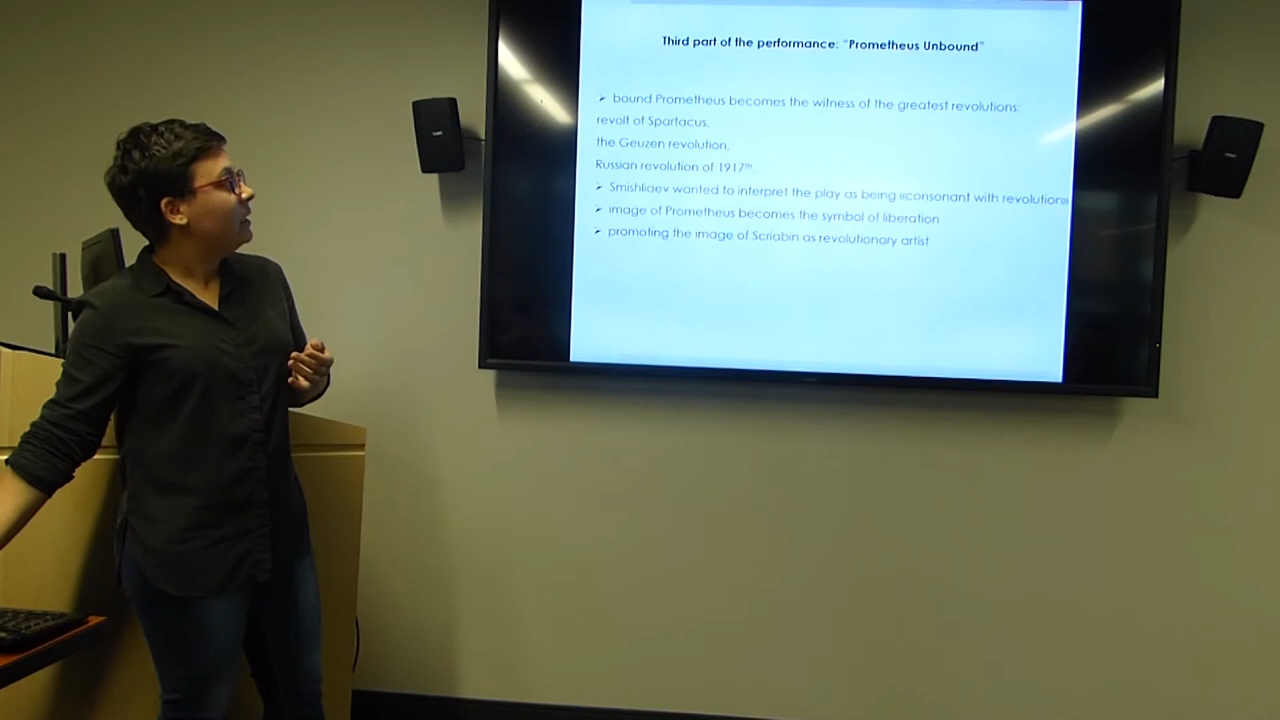 Third part of the performance: "Prometheus Unbound"
➢ bound Prometheus becomes the witness of the greatest revolutions:
revolt of Spartacus,
the Geuzen revolution,
Russian revolution of 1917th
➢ Smishliaev wanted to interpret the play as being «consonant with revolution»
➢ image of Prometheus becomes the symbol of liberation
➢ promoting the image of Scriabin as revolutionary artist